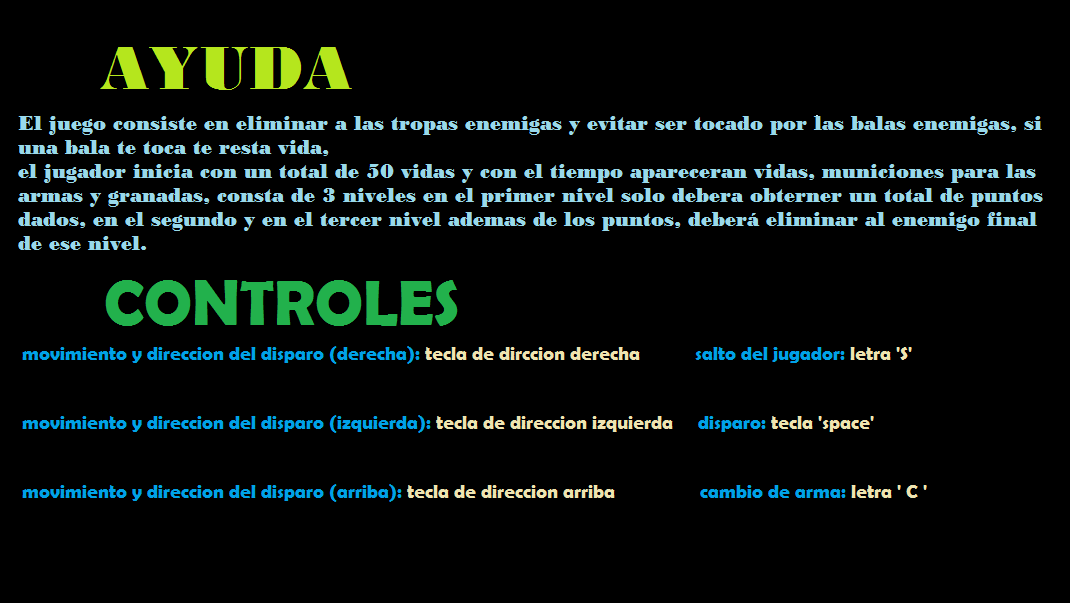 AYUDA
El juego consiste en eliminar a las tropas enemigas y evitar ser tocado por las balas enemigas, si
una bala te toca te resta vida,
el jugador inicia con un total de 50 vidas y con el tiempo apareceran vidas, municiones para las
armas y granadas, consta de 3 niveles en el primer nivel solo debera obterner un total de puntos
dados, en el segundo y en el tercer nivel ademas de los puntos, deberá eliminar al enemigo final
de ese nivel.
CONTROLES
movimiento y direccion del disparo (derecha): tecla de dirccion derecha salto del jugador: letra 'S'
movimiento y direccion del disparo (izquierda): tecla de direccion izquierda disparo: tecla 'space'
movimiento y direccion del disparo (arriba): tecla de direccion arriba cambio de arma: letra ' C '